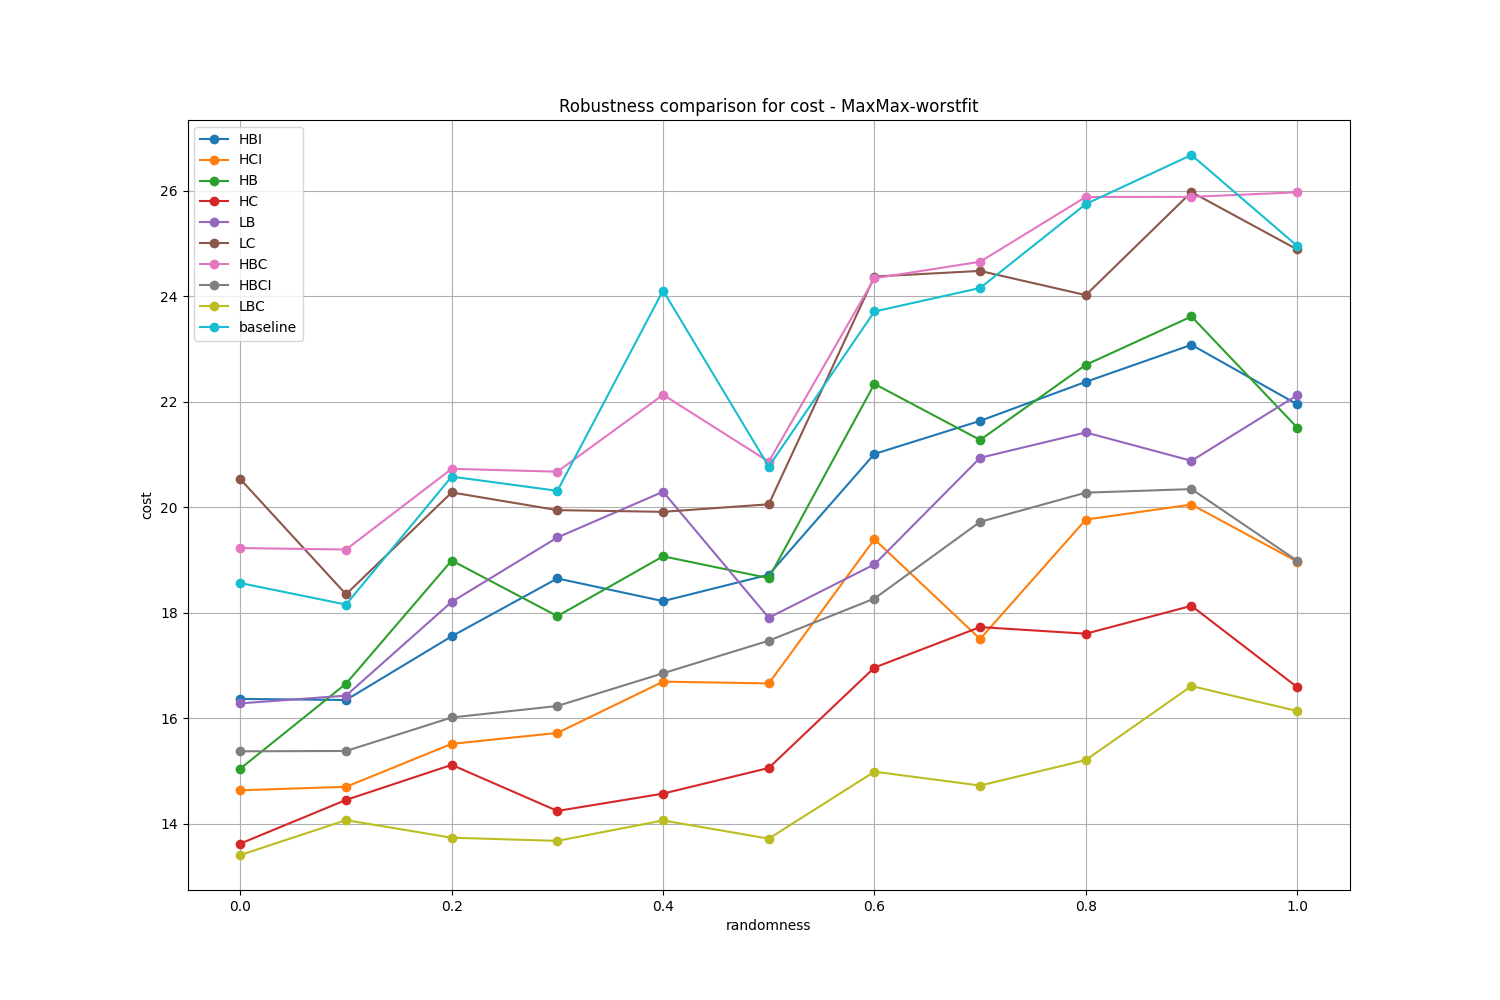 Robustness comparison for cost - MaxMax-worstfit
HBI
HCI
HB
HC
LB
LC
HBC
HBCI
LBC
baseline
26
24
22
20
18
16
14
cost
0.0 0.2 0.4 0.6 0.8 1.0
randomness